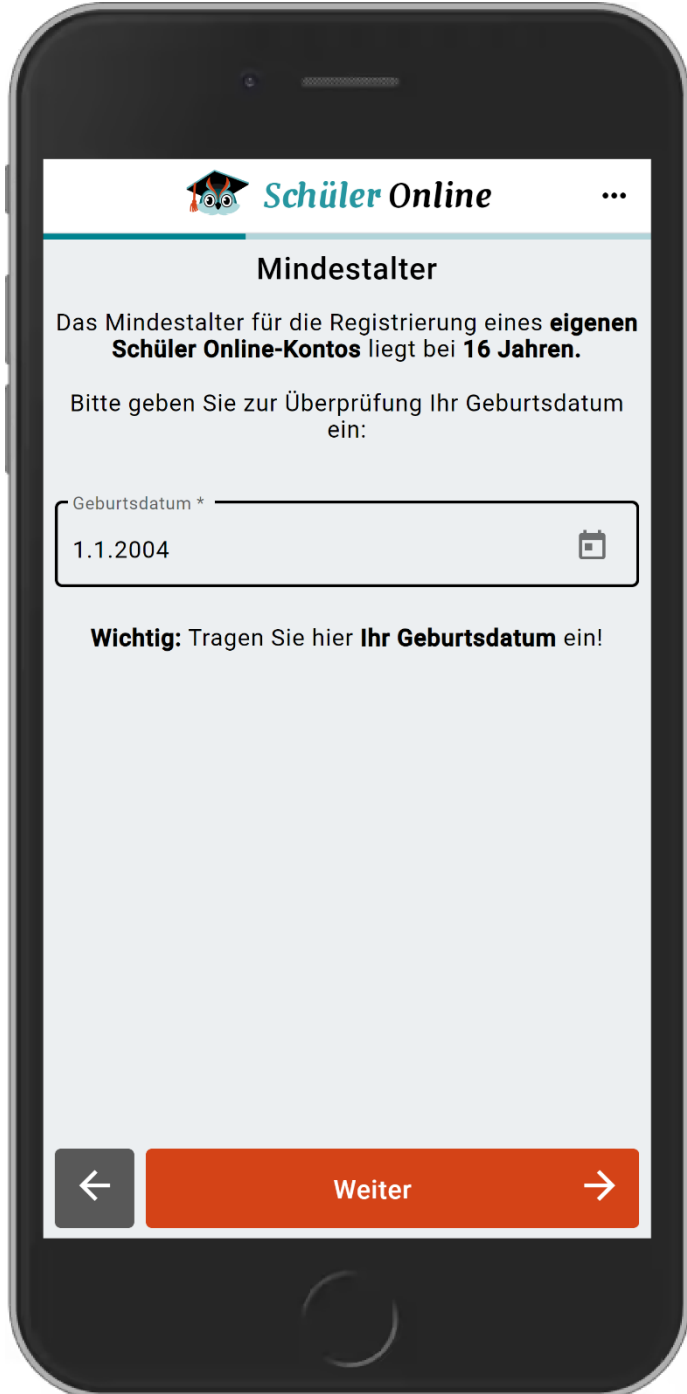 Schüler Online
Mindestalter
Das Mindestalter für die Registrierung eines eigenen
Schüler Online-Kontos liegt bei 16 Jahren.
Bitte geben Sie zur Überprüfung Ihr Geburtsdatum
ein:
Geburtsdatum *
1.1.2004
Wichtig: Tragen Sie hier Ihr Geburtsdatum ein!
Weiter